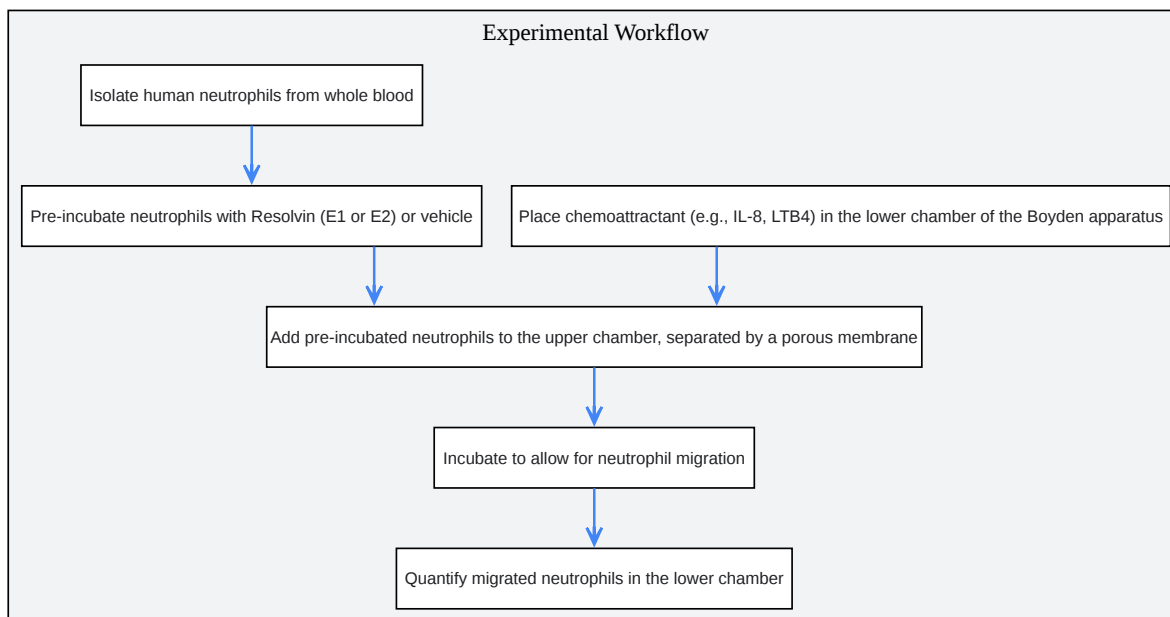 Experimental Workflow
Isolate human neutrophils from whole blood
Pre-incubate neutrophils with Resolvin (E1 or E2) or vehicle
Place chemoattractant (e.g., IL-8, LTB4) in the lower chamber of the Boyden apparatus
Add pre-incubated neutrophils to the upper chamber, separated by a porous membrane
Incubate to allow for neutrophil migration
Quantify migrated neutrophils in the lower chamber